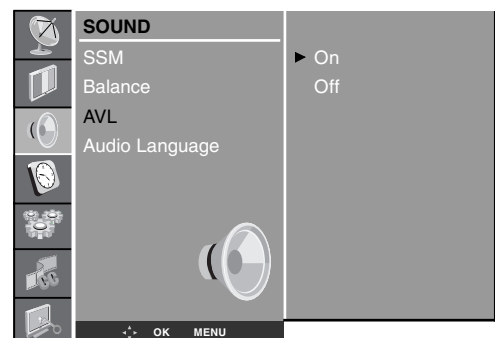 SOUND
SSM
Balance
AVL
Audio Language
On
Off
OK MENU